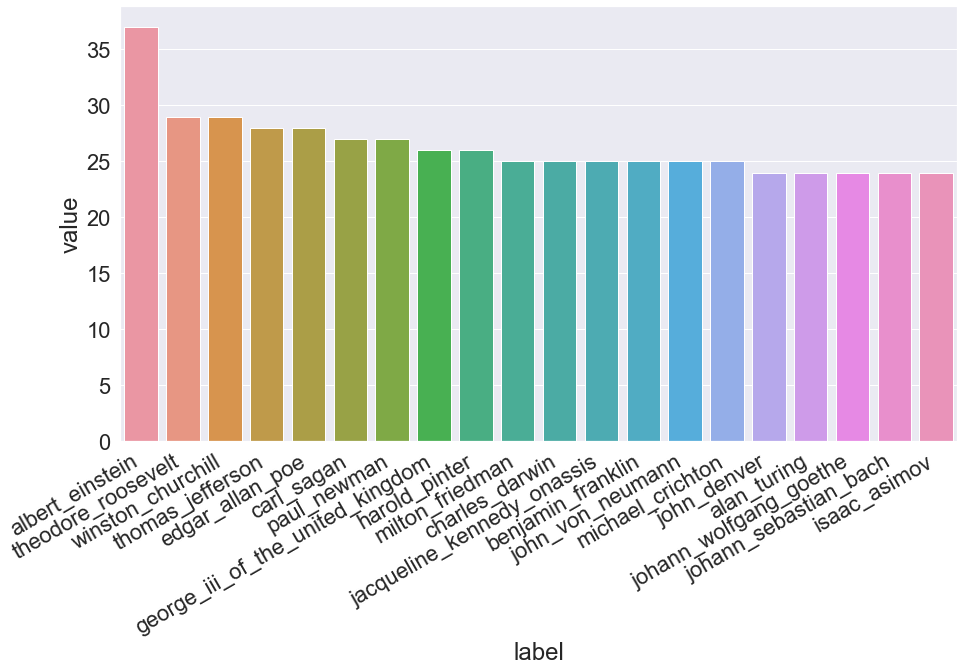 value
35
30
25
20
15
10
5
0
albert_einstein
theodore_roosevelt
winston_churchill
thomas_jefferson
edgar_allan_poe
carl_sagan
paul_newman
george_iii_of_the_united_kingdom
harold_pinter
milton_friedman
charles_darwin
jacqueline_kennedy_onassis
benjamin_franklin
john_von_neumann
michael_crichton
john_denver
alan_turing
johann_wolfgang_goethe
johann_sebastian_bach
isaac_asimov
label